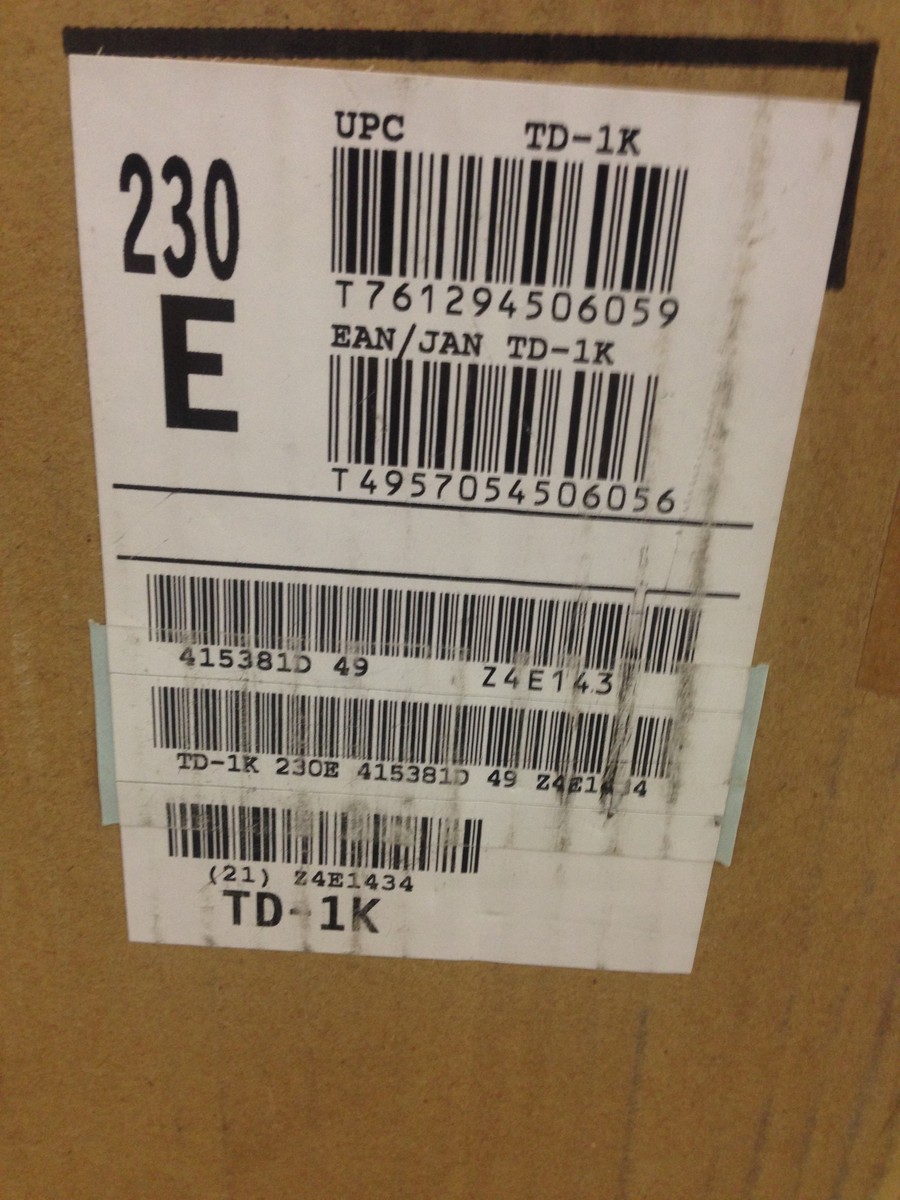 230
E
UPC TD-1K
T761294506059
EAN/JAN TD-1K
T4957054506056
415381D 49 Z4E143
TD-1K 230E 415381D 49
(21) Z4E1434
TD-1K